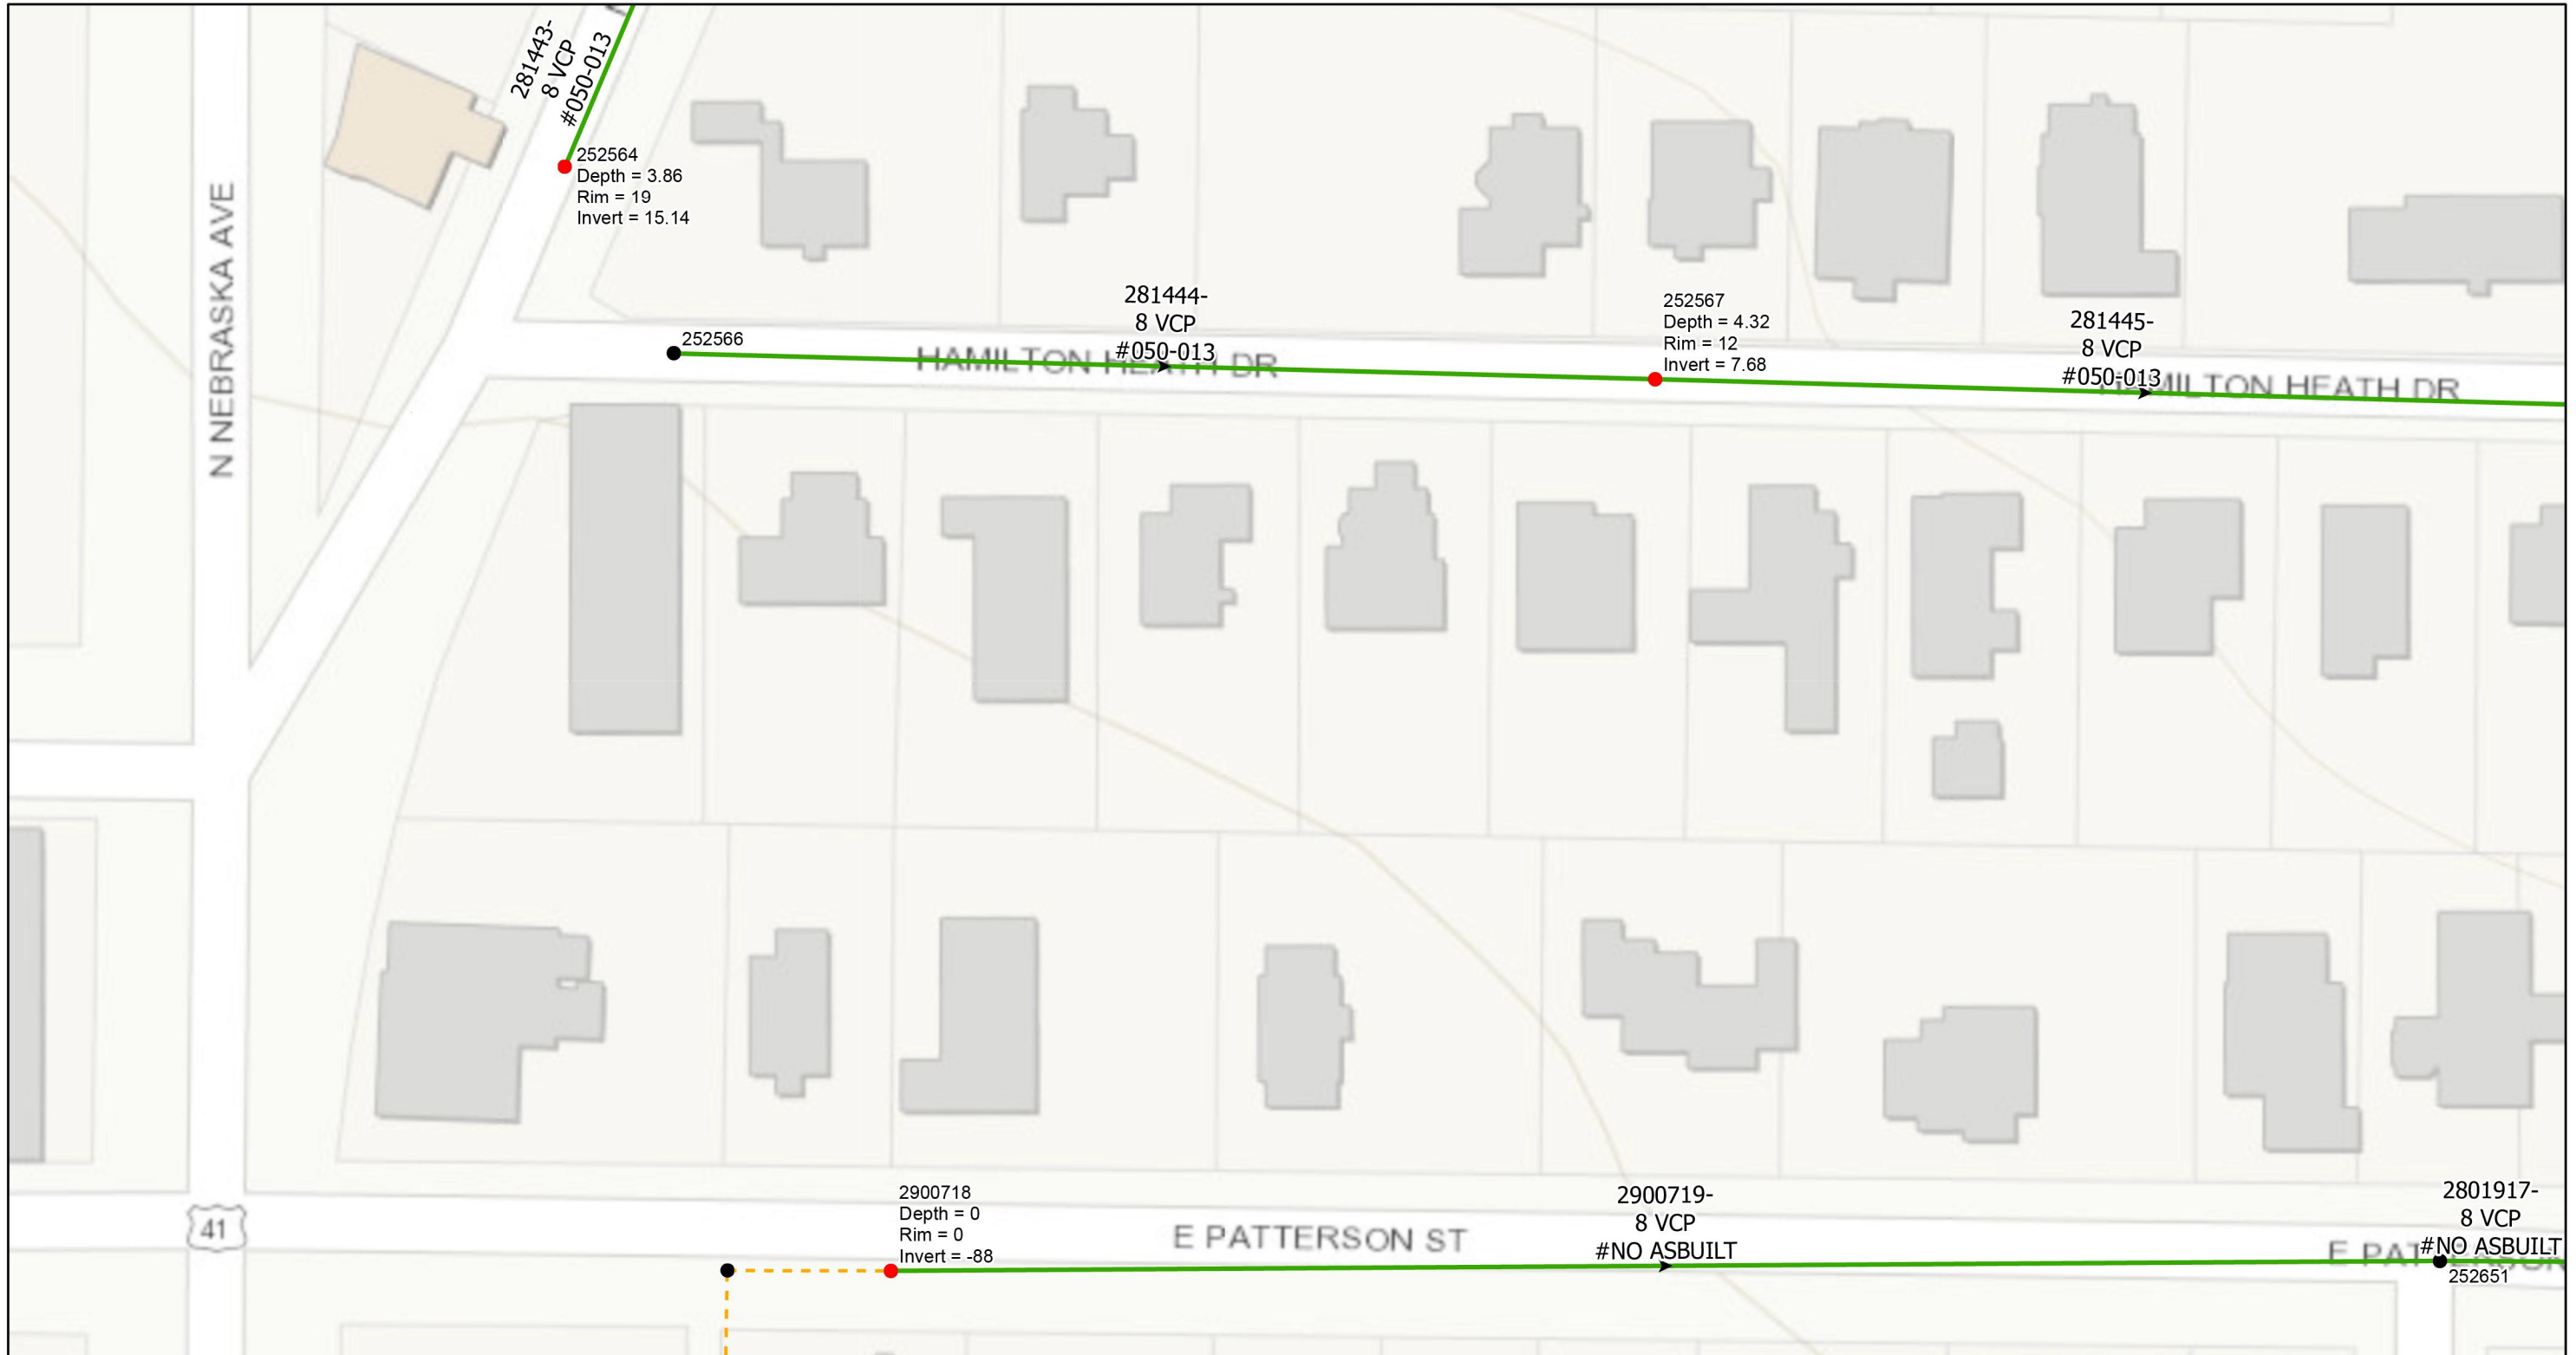 281443-
8 VCP
#050-013
252564
Depth = 3.86
Rim = 19
Invert = 15.14
N NEBRASKA AVE
252566
281444-
8 VCP
#050-013
HAMILTON HEATH DR
252567
Depth = 4.32
Rim = 12
Invert = 7.68
281445-
8 VCP
#050-013
HAMILTON HEATH DR
41
2900718
Depth = 0
Rim = 0
Invert = -88
E PATTERSON ST
2900719-
8 VCP
#NO ASBUILT
2801917-
8 VCP
#NO ASBUILT
252651